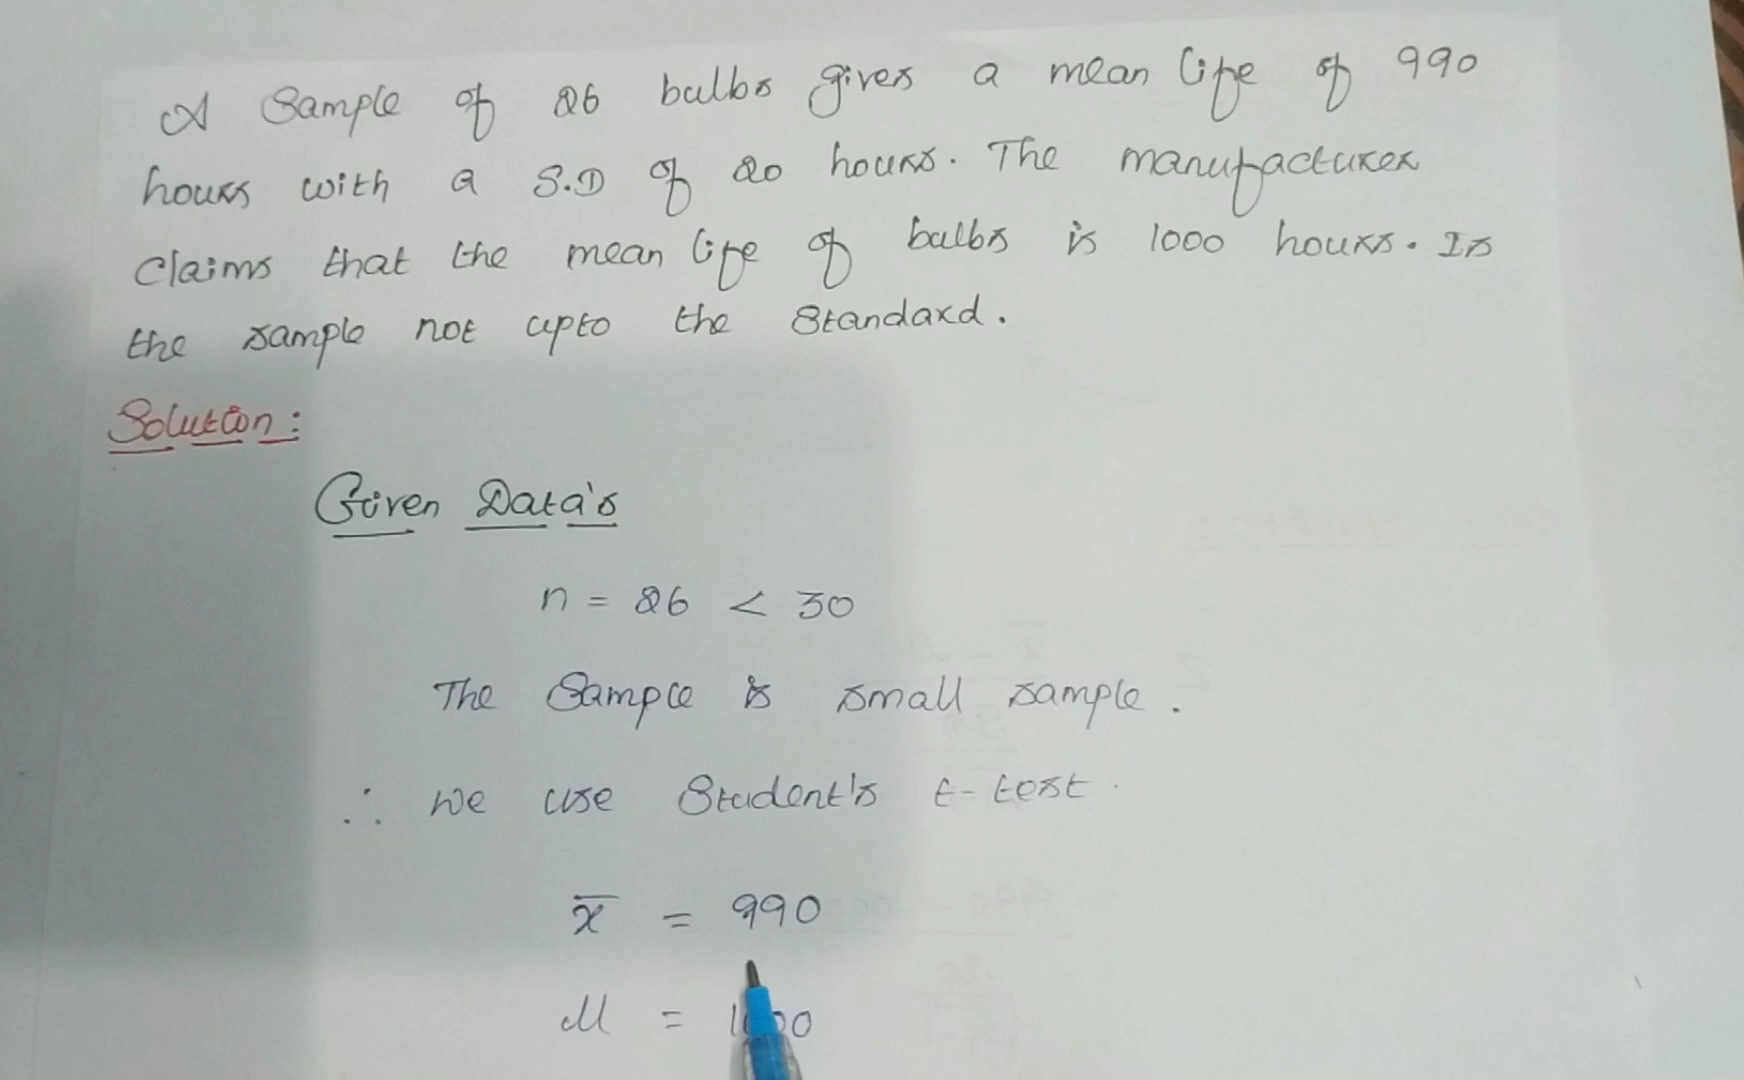 A Sample of 26 bulbs gives a mean life of 990
hours with a S.D of 20 hours. The manufacturer
claims that the mean life of bulbs is 1000 hours. Is
the sample not upto the Standard.
Solution:
Given Data's
n = 26 < 30
The Sample is small sample.
∴ we use Student's t-test.
x̄ = 990
μ = 1000